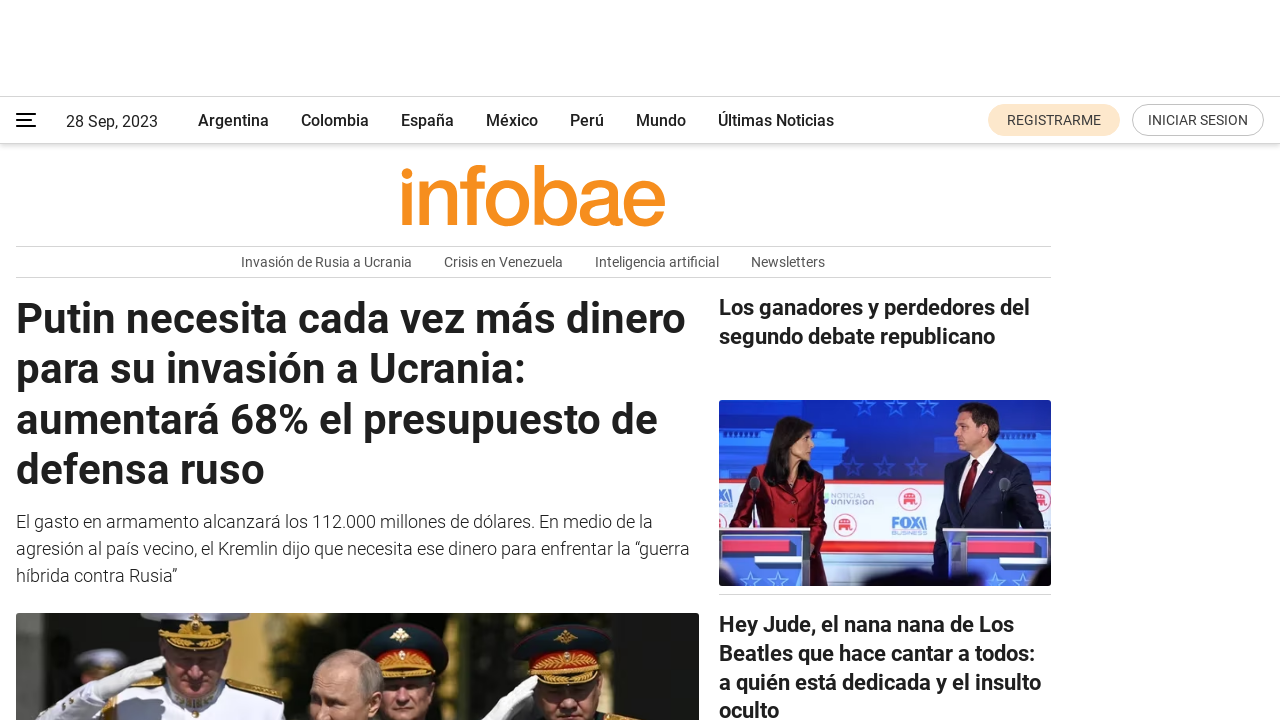 28 Sep, 2023
Argentina
Colombia
España
México
Perú
Mundo
Últimas Noticias
REGISTRARME
INICIAR SESION
infobae
Invasión de Rusia a Ucrania
Crisis en Venezuela
Inteligencia artificial
Newsletters
Putin necesita cada vez más dinero
para su invasión a Ucrania:
aumentará 68% el presupuesto de
defensa ruso
El gasto en armamento alcanzará los 112.000 millones de dólares. En medio de la
agresión al país vecino, el Kremlin dijo que necesita ese dinero para enfrentar la “guerra
híbrida contra Rusia”
Los ganadores y perdedores del
segundo debate republicano
NOTICIAS
UNIVISION
FOX
BUSINESS
Hey Jude, el nana nana de Los
Beatles que hace cantar a todos:
a quién está dedicada y el insulto
oculto